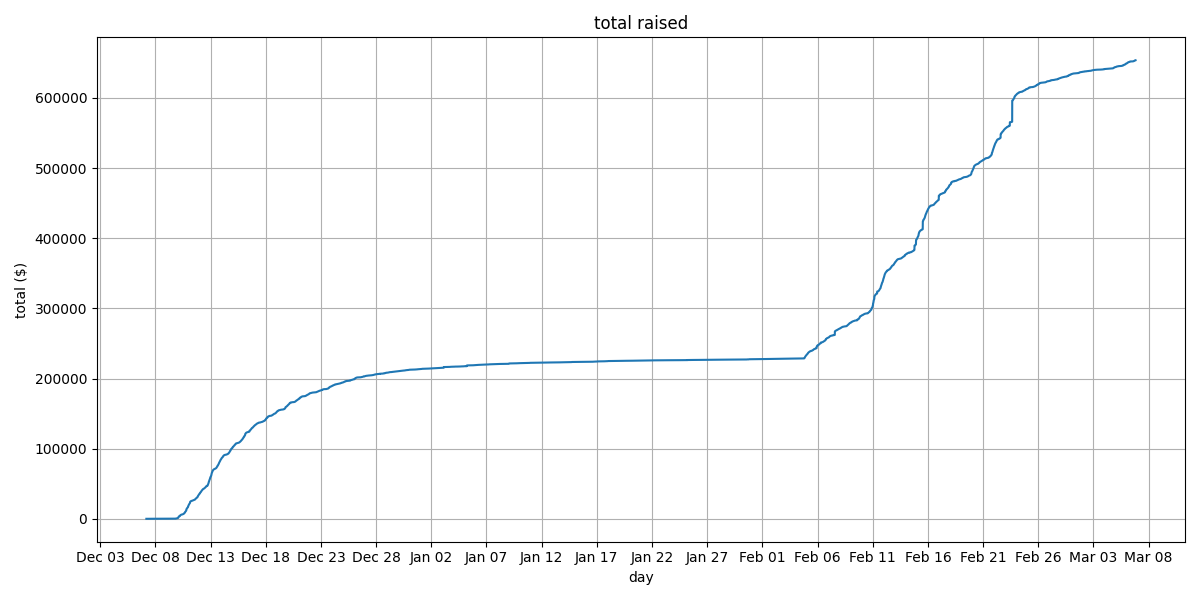 total raised
total ($)
600000
500000
400000
300000
200000
100000
0
Dec 03 Dec 08 Dec 13 Dec 18 Dec 23 Dec 28 Jan 02 Jan 07 Jan 12 Jan 17 Jan 22 Jan 27 Feb 01 Feb 06 Feb 11 Feb 16 Feb 21 Feb 26 Mar 03 Mar 08
day